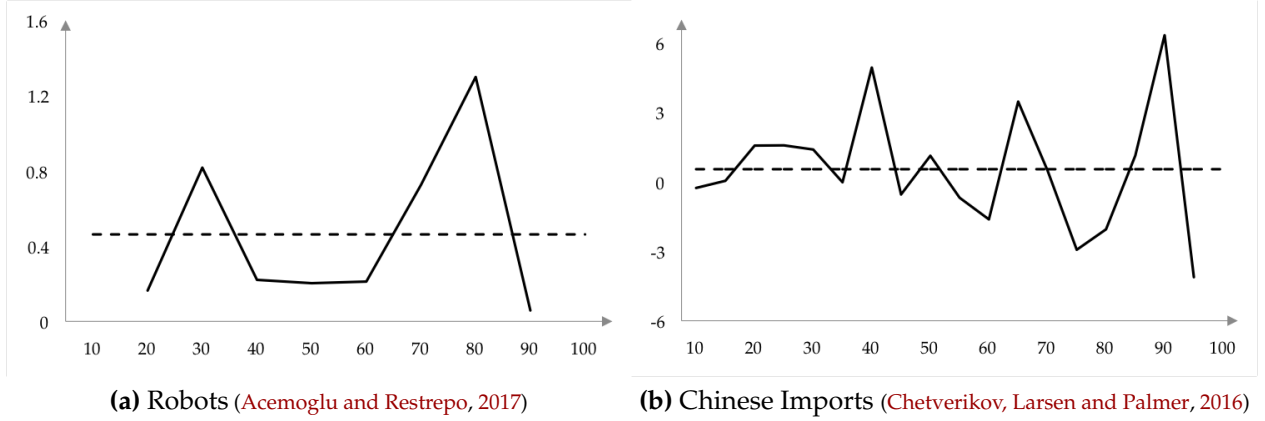 1.6
1.2
0.8
0.4
0
10 20 30 40 50 60 70 80 90 100
(a) Robots (Acemoglu and Restrepo, 2017)
6
3
0
-3
-6
10 20 30 40 50 60 70 80 90 100
(b) Chinese Imports (Chetverikov, Larsen and Palmer, 2016)